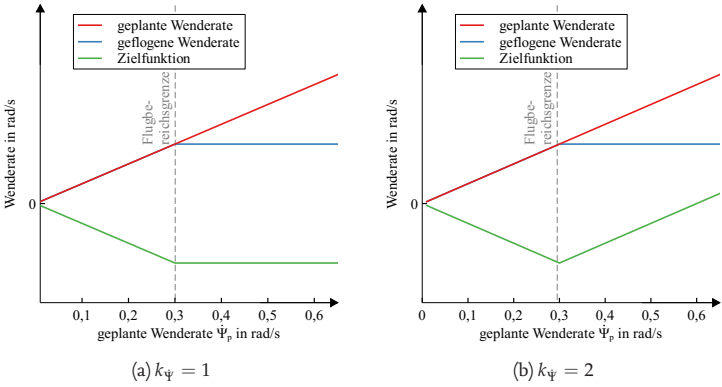 geplante Wenderate
geflogene Wenderate
Zielfunktion
Flugbe-
reichsgrenze
Wenderate in rad/s
0
0,1 0,2 0,3 0,4 0,5 0,6
geplante Wenderate Ψ̇ₚ in rad/s
(a) k_Ψ̇ = 1
geplante Wenderate
geflogene Wenderate
Zielfunktion
Flugbe-
reichsgrenze
Wenderate in rad/s
0
0 0,1 0,2 0,3 0,4 0,5 0,6
geplante Wenderate Ψ̇ₚ in rad/s
(b) k_Ψ̇ = 2